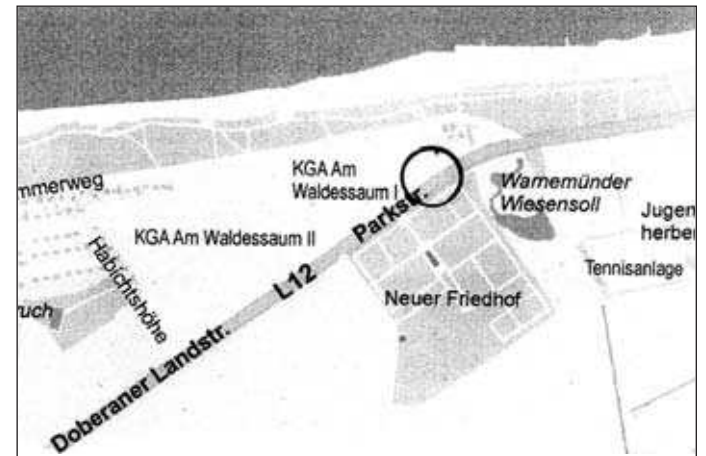 KGA Am
Waldessaum I
Warnemünder
Wiesensoll
mmerweg
Parkstr.
Jugen
herber
KGA Am Waldessaum II
Habichtshöhe
Tennisanlage
L12
Neuer Friedhof
ruch
Doberaner Landstr.